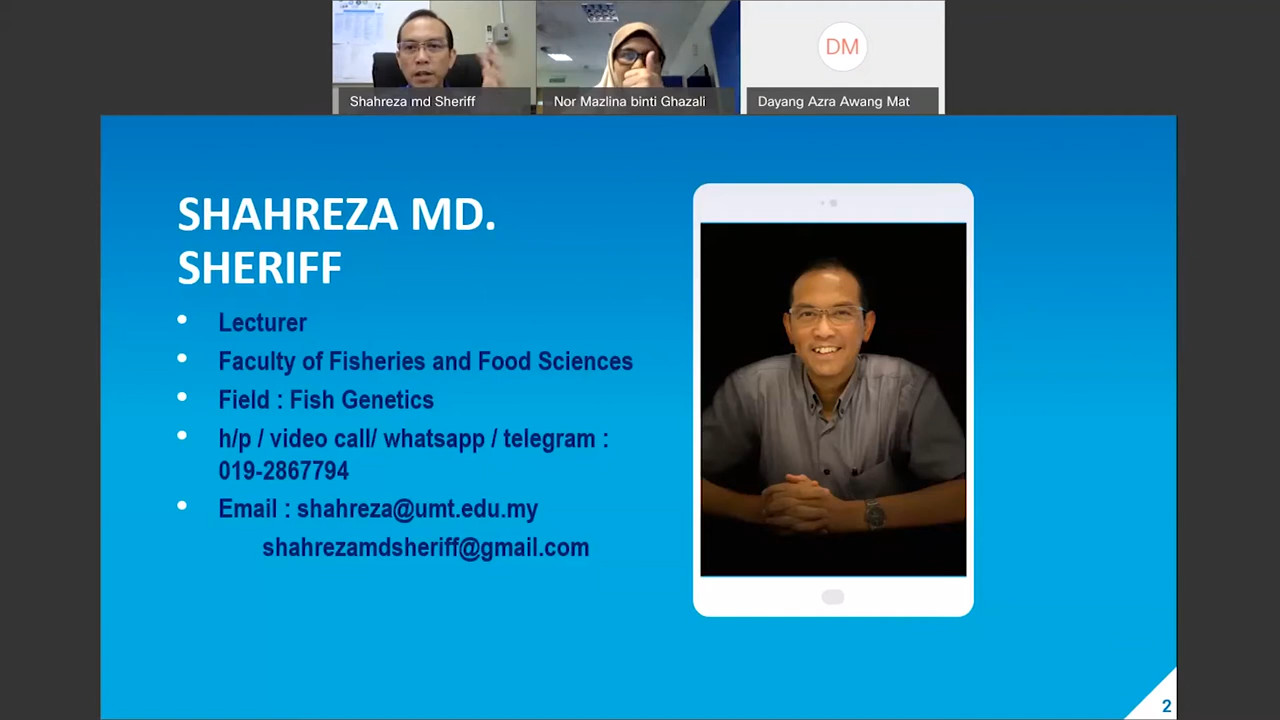 Shahreza md Sheriff
Nor Mazlina binti Ghazali
DM
Dayang Azra Awang Mat
SHAHREZA MD.
SHERIFF
• Lecturer
• Faculty of Fisheries and Food Sciences
• Field : Fish Genetics
• h/p / video call/ whatsapp / telegram :
019-2867794
• Email : shahreza@umt.edu.my
shahrezamdsheriff@gmail.com
2